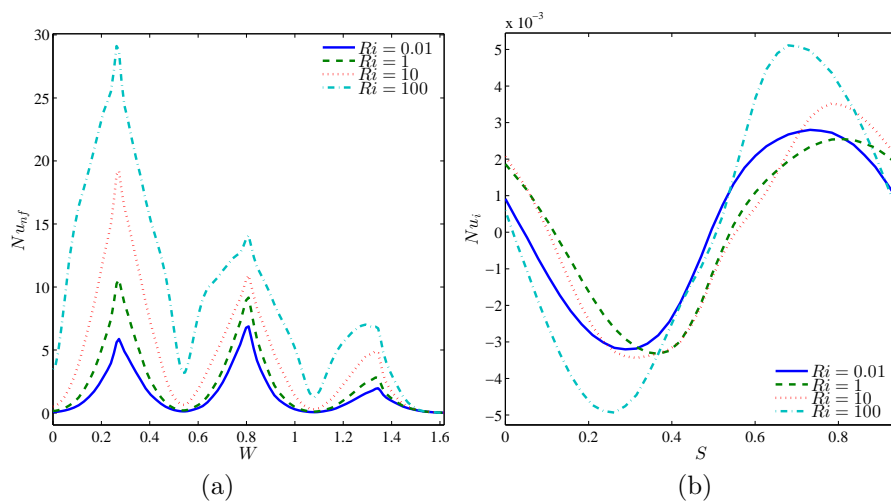 30
25
20
15
10
5
0
Nu_{nf}
0 0.2 0.4 0.6 0.8 1 1.2 1.4 1.6
W
Ri = 0.01
Ri = 1
Ri = 10
Ri = 100
(a)
x 10⁻³
5
4
3
2
1
0
−1
−2
−3
−4
−5
Nu_i
0 0.2 0.4 0.6 0.8
S
Ri = 0.01
Ri = 1
Ri = 10
Ri = 100
(b)